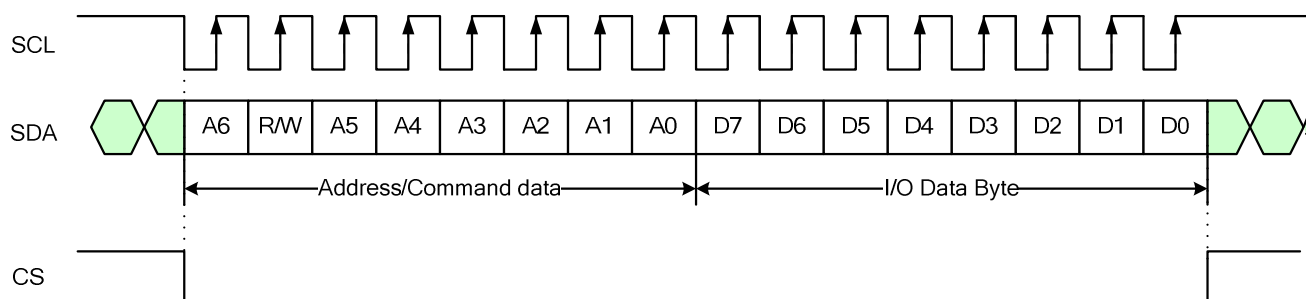 SCL
SDA A6 R/W A5 A4 A3 A2 A1 A0 D7 D6 D5 D4 D3 D2 D1 D0
Address/Command data I/O Data Byte
CS